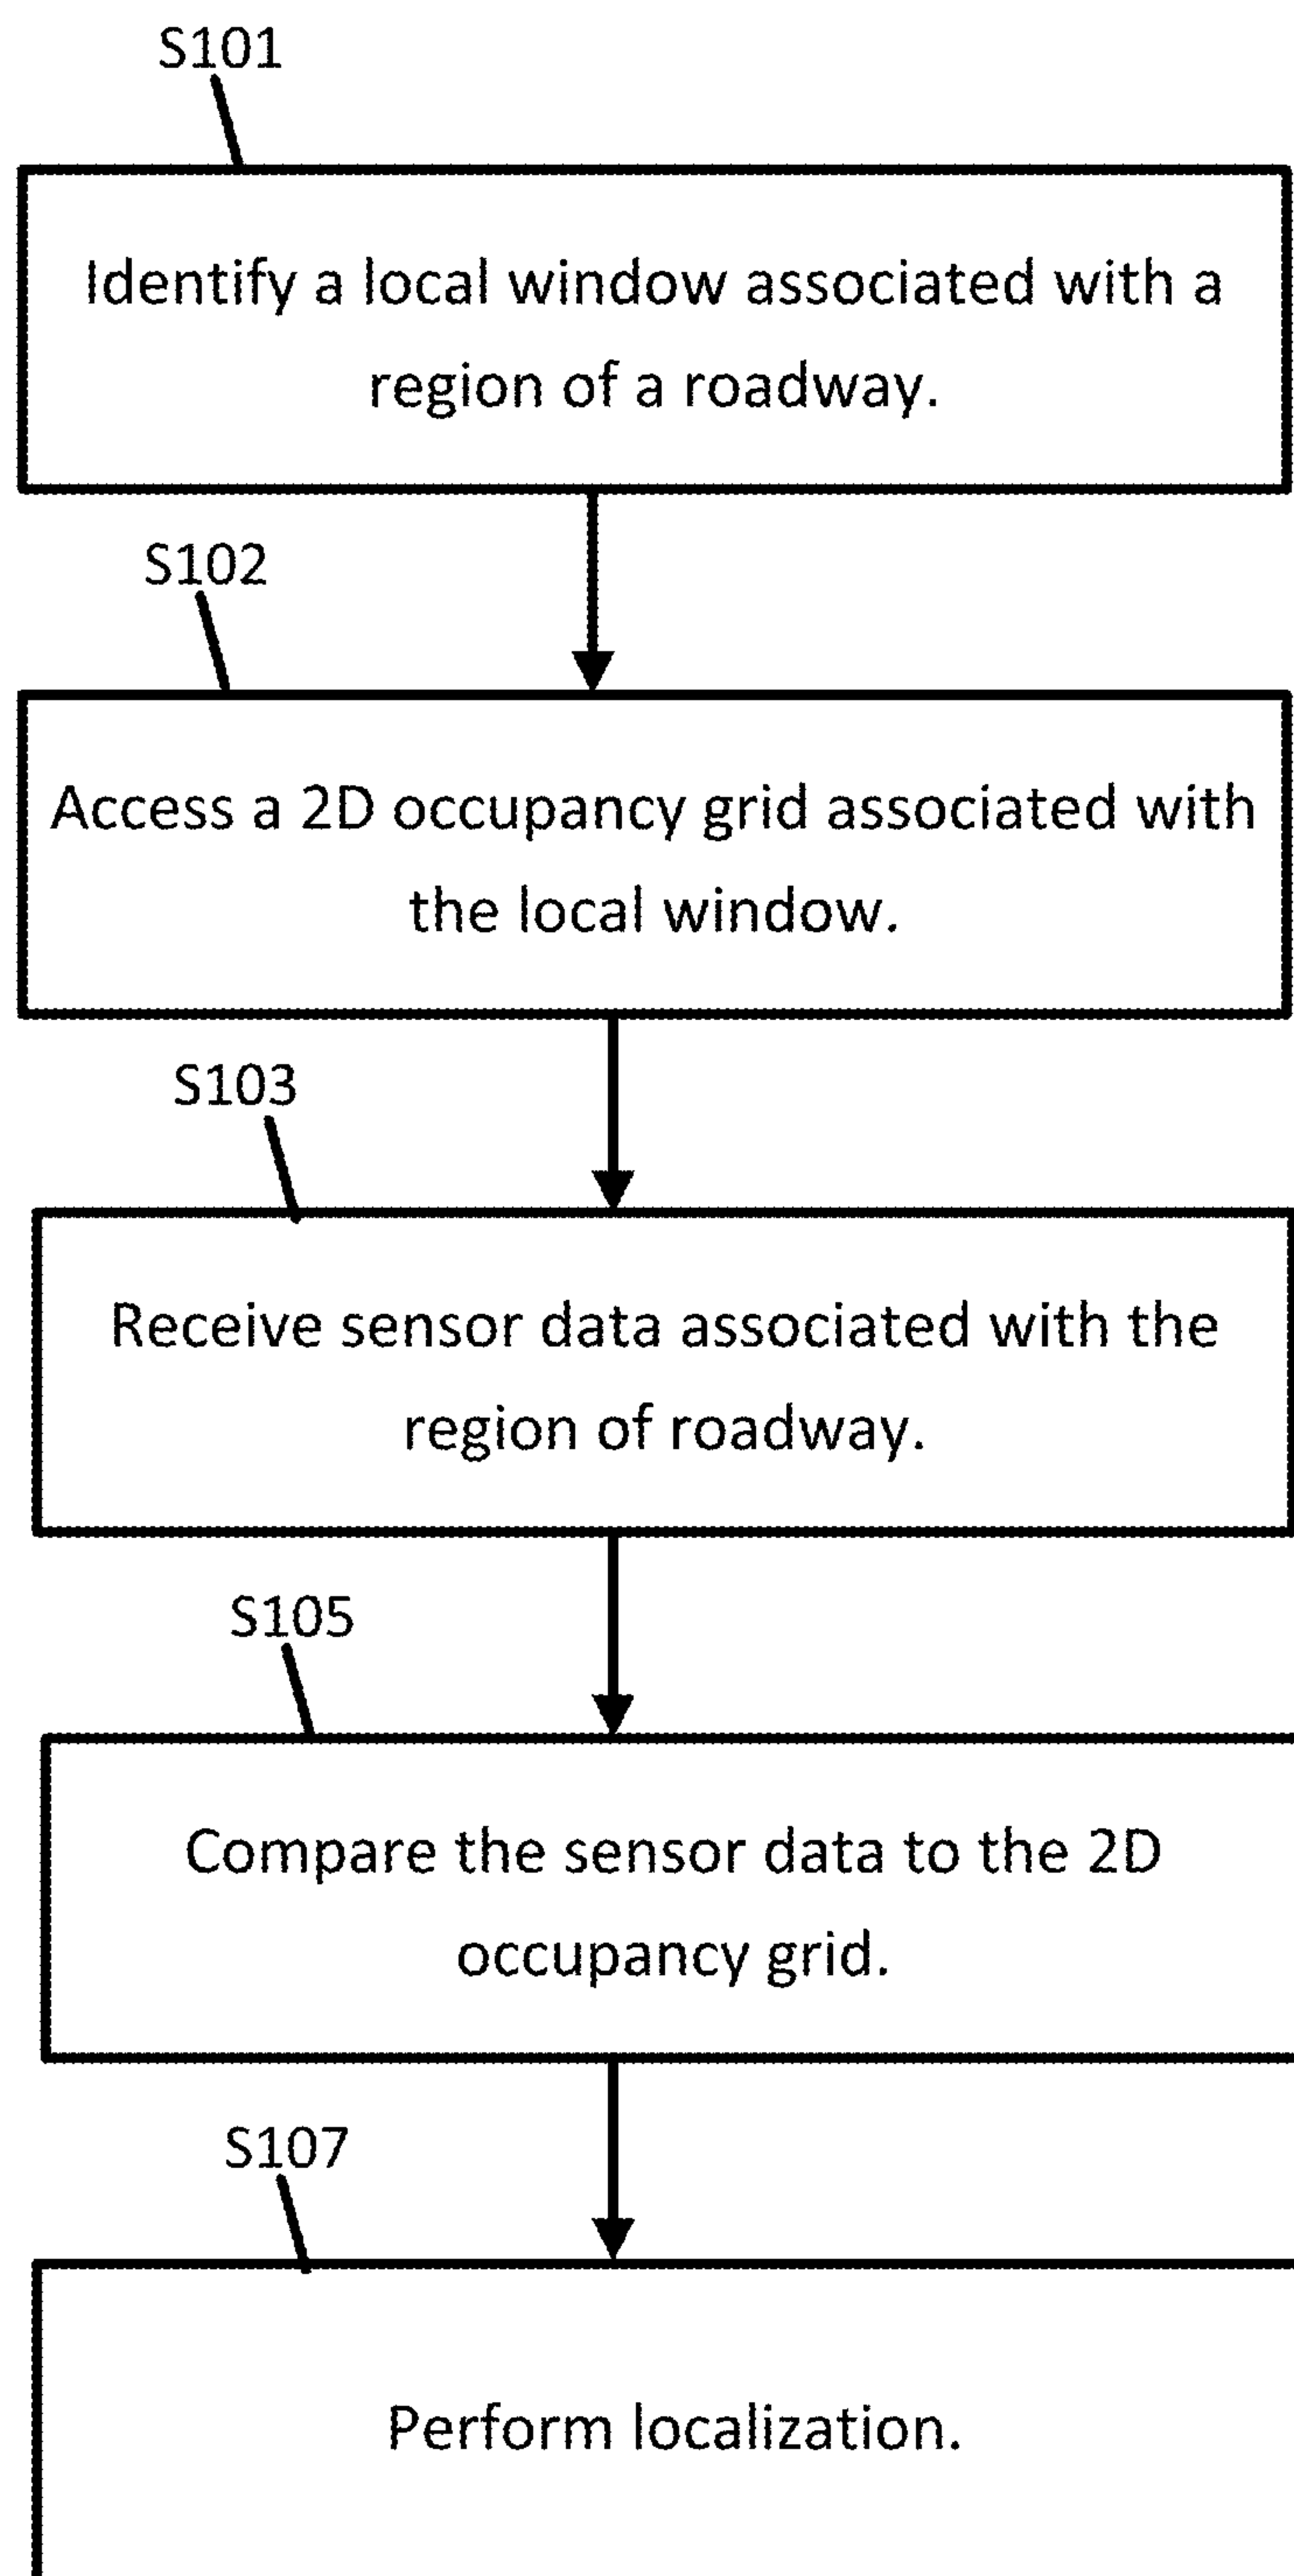 S101
Identify a local window associated with a
region of a roadway.
S102
Access a 2D occupancy grid associated with
the local window.
S103
Receive sensor data associated with the
region of roadway.
S105
Compare the sensor data to the 2D
occupancy grid.
S107
Perform localization.